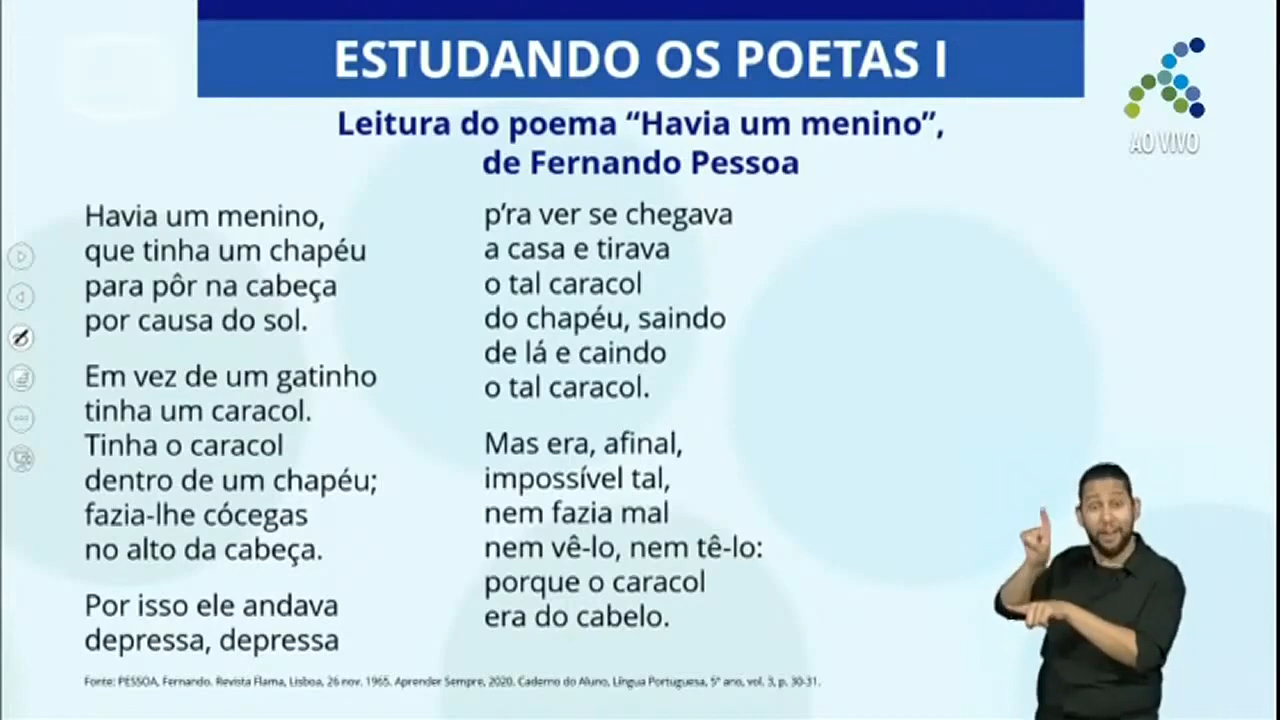 ESTUDANDO OS POETAS I
AO VIVO
Leitura do poema “Havia um menino”,
de Fernando Pessoa
Havia um menino,
que tinha um chapéu
para pôr na cabeça
por causa do sol.
Em vez de um gatinho
tinha um caracol.
Tinha o caracol
dentro de um chapéu;
fazia-lhe cócegas
no alto da cabeça.
Por isso ele andava
depressa, depressa
p’ra ver se chegava
a casa e tirava
o tal caracol
do chapéu, saindo
de lá e caindo
o tal caracol.
Mas era, afinal,
impossível tal,
nem fazia mal
nem vê-lo, nem tê-lo:
porque o caracol
era do cabelo.
Fonte: PESSOA, Fernando. Revista Flama, Lisboa, 26 nov. 1965. Aprender Sempre, 2020. Caderno do Aluno, Língua Portuguesa, 5º ano, vol. 3, p. 30-31.